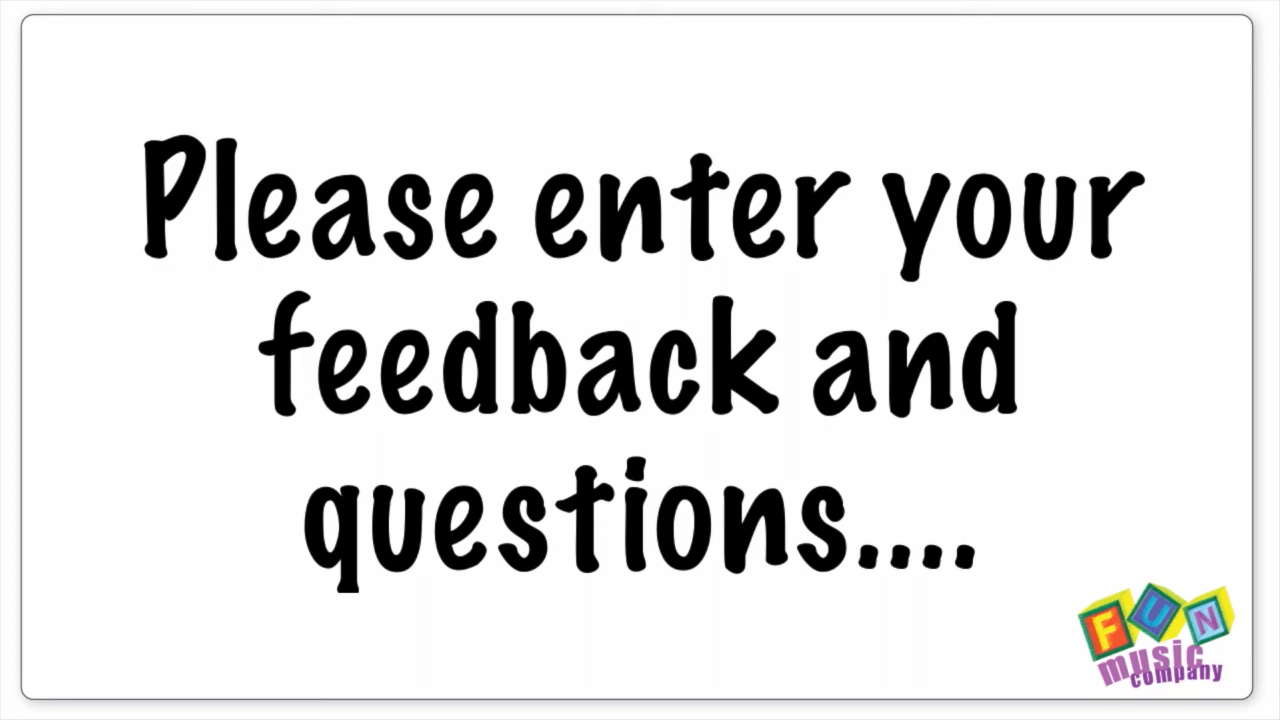 Please enter your
feedback and
questions....
FUN
music
company